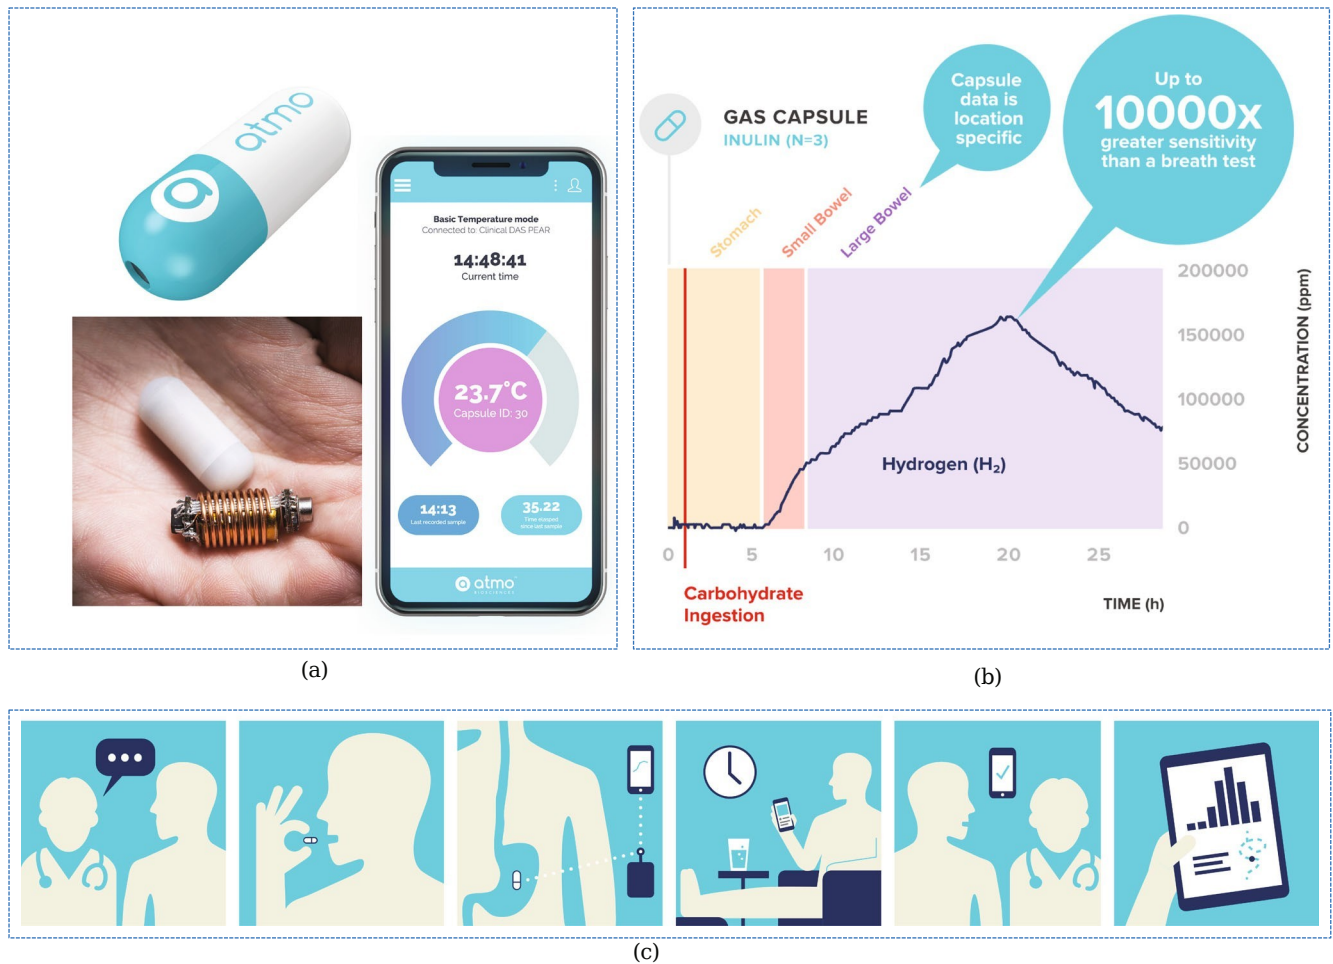 atmo
Basic Temperature mode
Connected to: Clinical DAS PEAR
14:48:41
Current time
23.7°C
Capsule ID: 30
14:13
Last recorded sample
35.22
Time elapsed
since last sample
atmo
BIOSCIENCES
(a)
GAS CAPSULE
INULIN (N=3)
Capsule
data is
location
specific
Up to
10000x
greater sensitivity
than a breath test
Stomach
Small Bowel
Large Bowel
200000
150000
100000
50000
0
CONCENTRATION (ppm)
Hydrogen (H₂)
0 5 10 15 20 25
Carbohydrate
Ingestion
TIME (h)
(b)
(c)